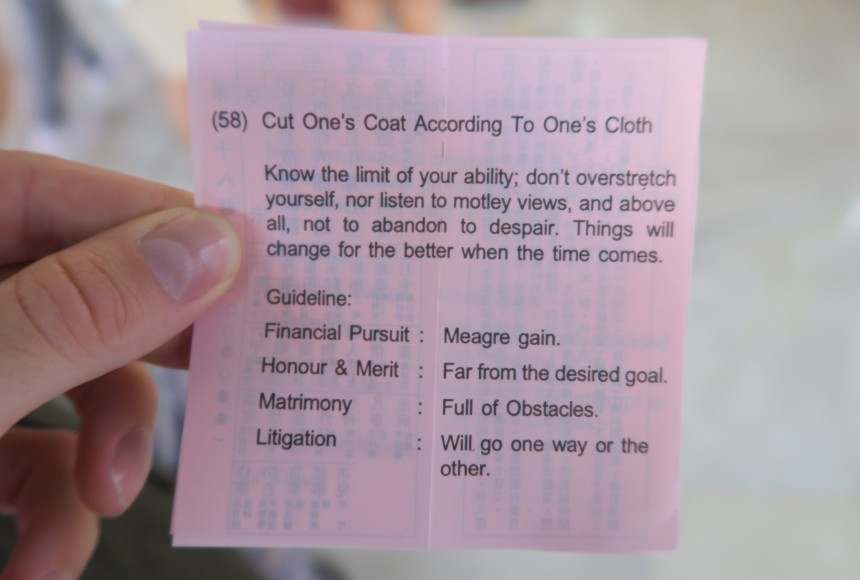 (58) Cut One's Coat According To One's Cloth
Know the limit of your ability; don't overstretch
yourself, nor listen to motley views, and above
all, not to abandon to despair. Things will
change for the better when the time comes.
Guideline:
Financial Pursuit : Meagre gain.
Honour & Merit : Far from the desired goal.
Matrimony : Full of Obstacles.
Litigation : Will go one way or the
other.